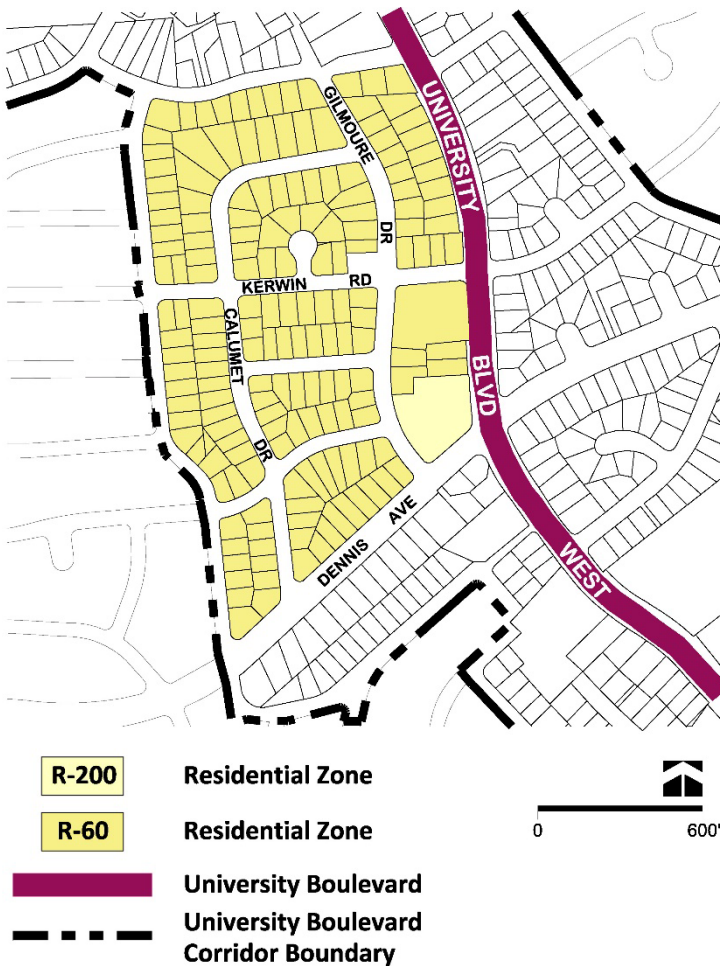 GILMOURE
DR
UNIVERSITY
BLVD
WEST
KERWIN RD
CALUMET
DR
DENNIS AVE
R-200 Residential Zone
R-60 Residential Zone
University Boulevard
University Boulevard
Corridor Boundary
0 600'